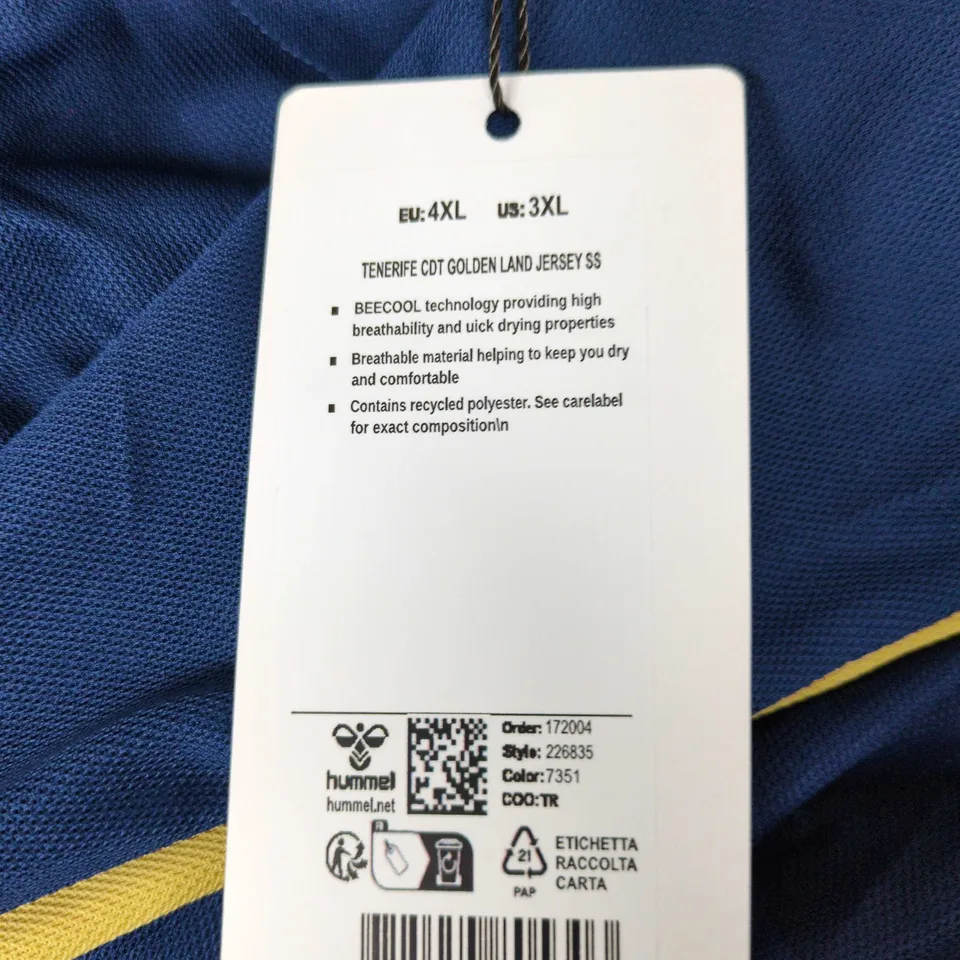 EU: 4XL US: 3XL
TENERIFE CDT GOLDEN LAND JERSEY SS
▪ BEECOOL technology providing high
breathability and uick drying properties
▪ Breathable material helping to keep you dry
and comfortable
▪ Contains recycled polyester. See carelabel
for exact composition\n
hummel
hummel.net
Order: 172004
Style: 226835
Color: 7351
COO: TR
FR
21
PAP
ETICHETTA
RACCOLTA
CARTA